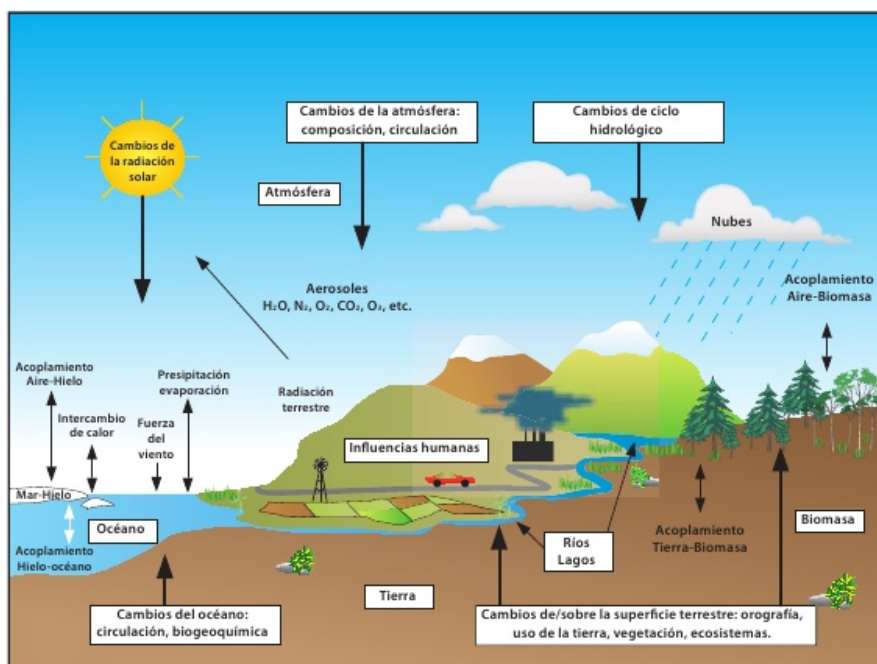 Cambios de la atmósfera:
composición, circulación
Cambios de ciclo
hidrológico
Cambios de
la radiación
solar
Atmósfera
Nubes
Aerosoles
H₂O, N₂, O₂, CO₂, O₃, etc.
Acoplamiento
Aire-Biomasa
Acoplamiento
Aire-Hielo
Intercambio
de calor
Fuerza
del
viento
Presipitación
evaporación
Radiación
terrestre
Influencias humanas
Mar-Hielo
Océano
Acoplamiento
Hielo-océano
Ríos
Lagos
Acoplamiento
Tierra-Biomasa
Biomasa
Tierra
Cambios del océano:
circulación, biogeoquímica
Cambios de/sobre la superficie terrestre: orografía,
uso de la tierra, vegetación, ecosistemas.